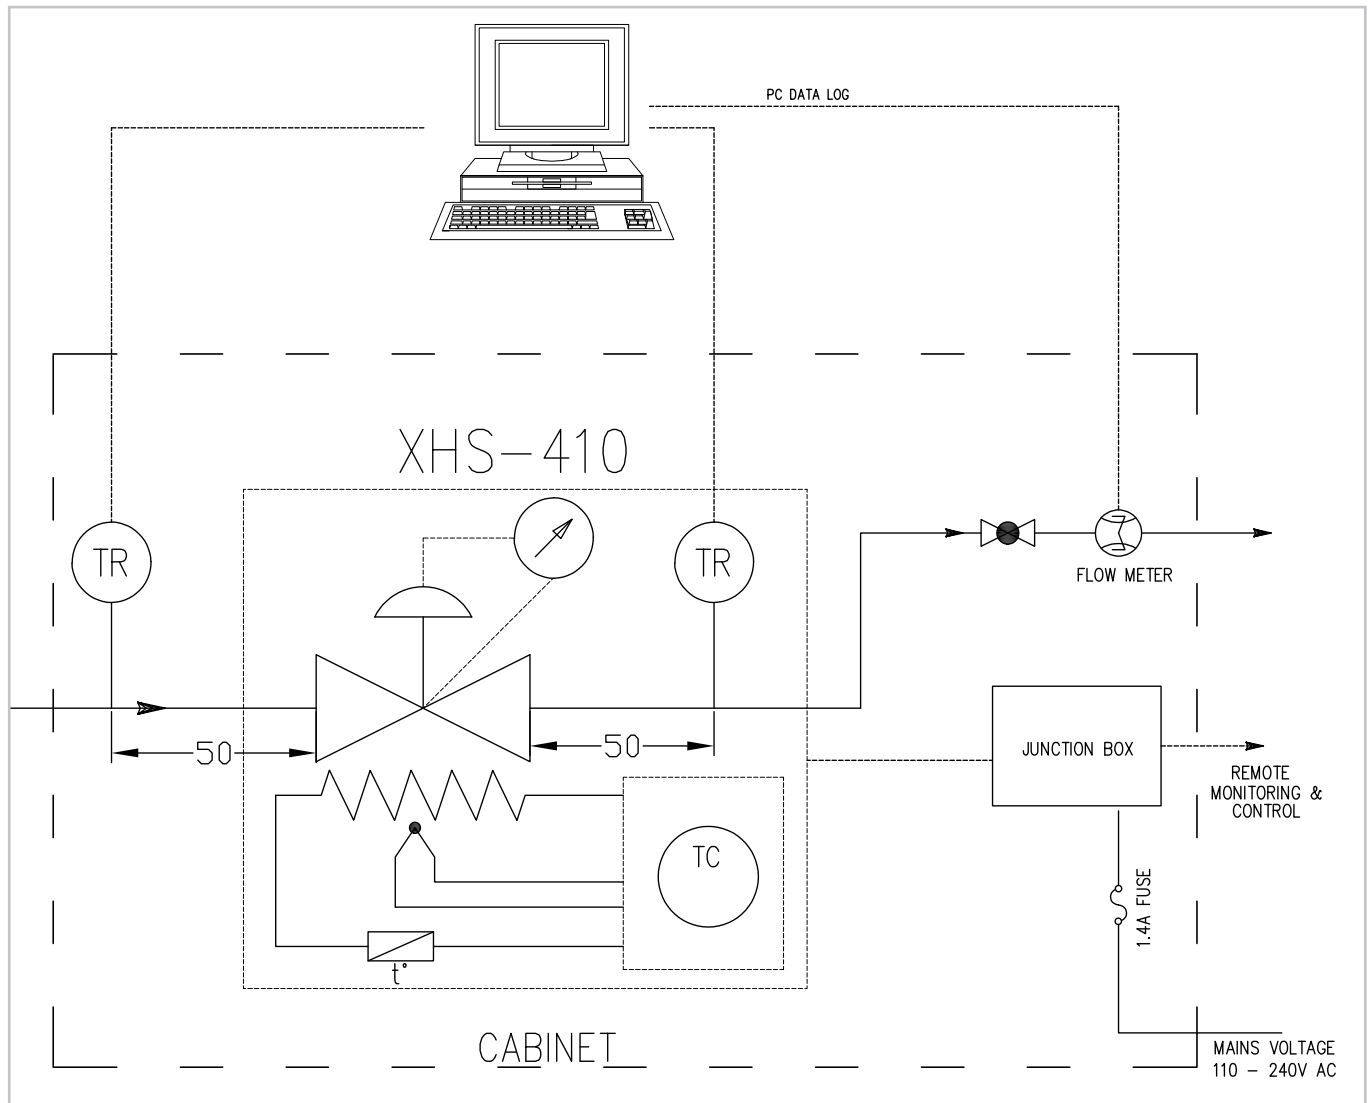 PC DATA LOG
XHS-410
TR
TR
FLOW METER
50
50
JUNCTION BOX
REMOTE
MONITORING &
CONTROL
TC
1.4A FUSE
t°
CABINET
MAINS VOLTAGE
110 - 240V AC